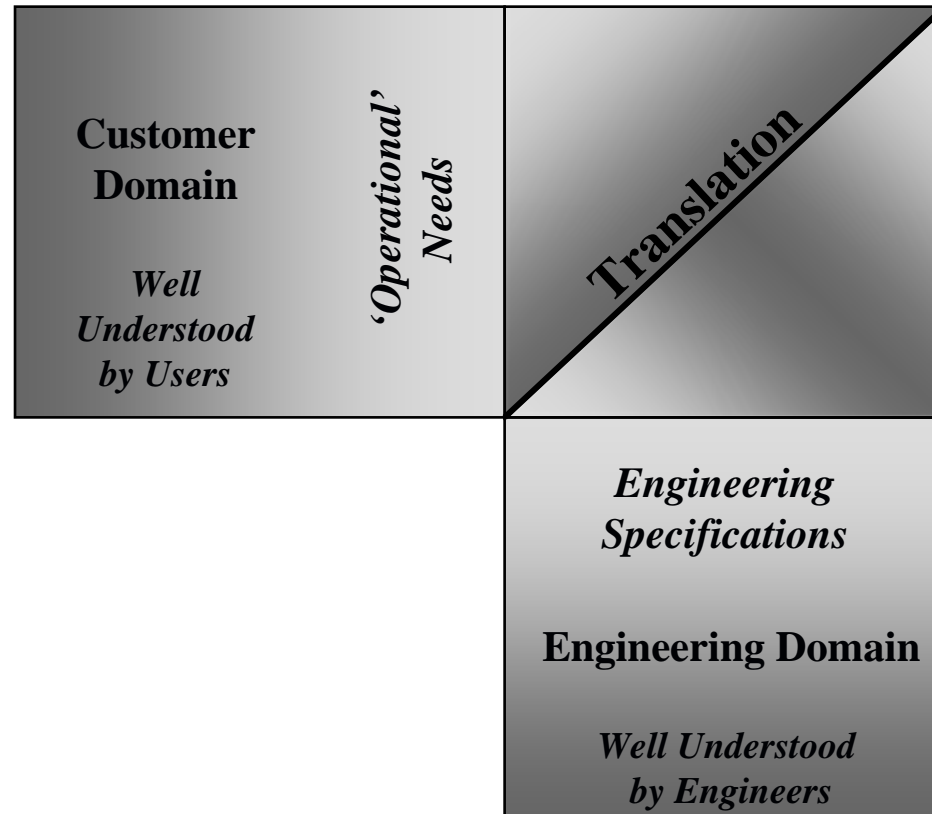 Customer
Domain
Well
Understood
by Users
‘Operational’
Needs
Translation
Engineering
Specifications
Engineering Domain
Well Understood
by Engineers